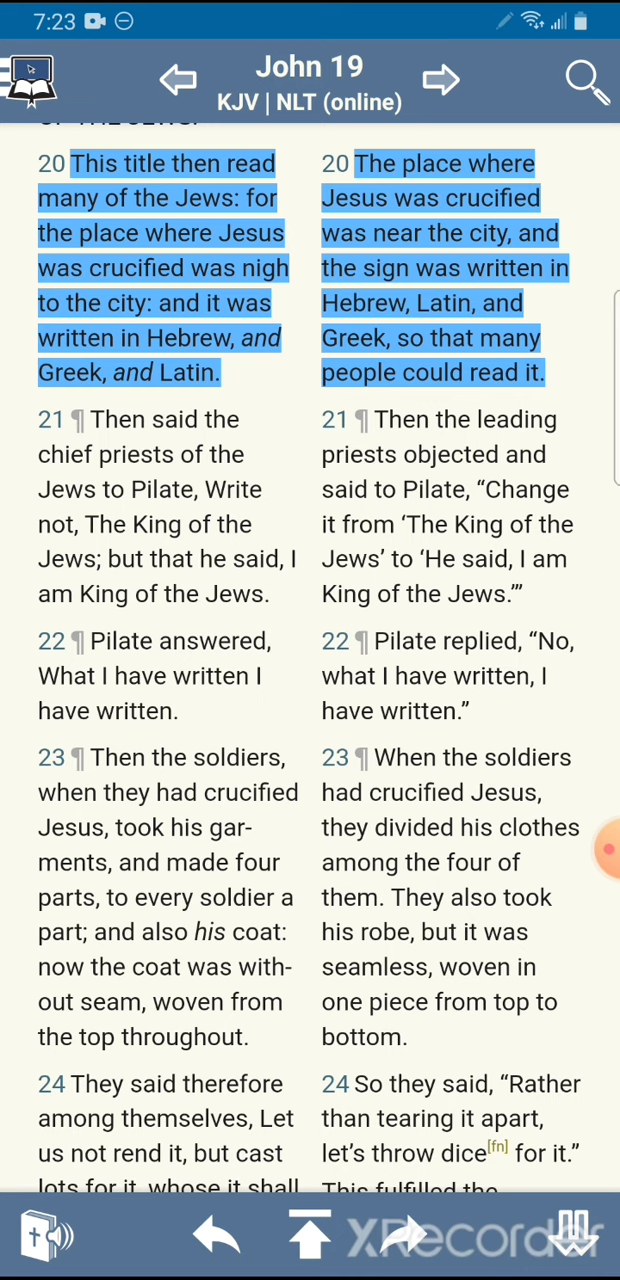 7:23
John 19
KJV | NLT (online)
20 This title then read
many of the Jews: for
the place where Jesus
was crucified was nigh
to the city: and it was
written in Hebrew, and
Greek, and Latin.
21 ¶ Then said the
chief priests of the
Jews to Pilate, Write
not, The King of the
Jews; but that he said, I
am King of the Jews.
22 ¶ Pilate answered,
What I have written I
have written.
23 ¶ Then the soldiers,
when they had crucified
Jesus, took his gar-
ments, and made four
parts, to every soldier a
part; and also his coat:
now the coat was with-
out seam, woven from
the top throughout.
24 They said therefore
among themselves, Let
us not rend it, but cast
lots for it, whose it shall
20 The place where
Jesus was crucified
was near the city, and
the sign was written in
Hebrew, Latin, and
Greek, so that many
people could read it.
21 ¶ Then the leading
priests objected and
said to Pilate, “Change
it from ‘The King of the
Jews’ to ‘He said, I am
King of the Jews.’”
22 ¶ Pilate replied, “No,
what I have written, I
have written.”
23 ¶ When the soldiers
had crucified Jesus,
they divided his clothes
among the four of
them. They also took
his robe, but it was
seamless, woven in
one piece from top to
bottom.
24 So they said, “Rather
than tearing it apart,
let’s throw dice[fn] for it.”
This fulfilled the
XRecorder